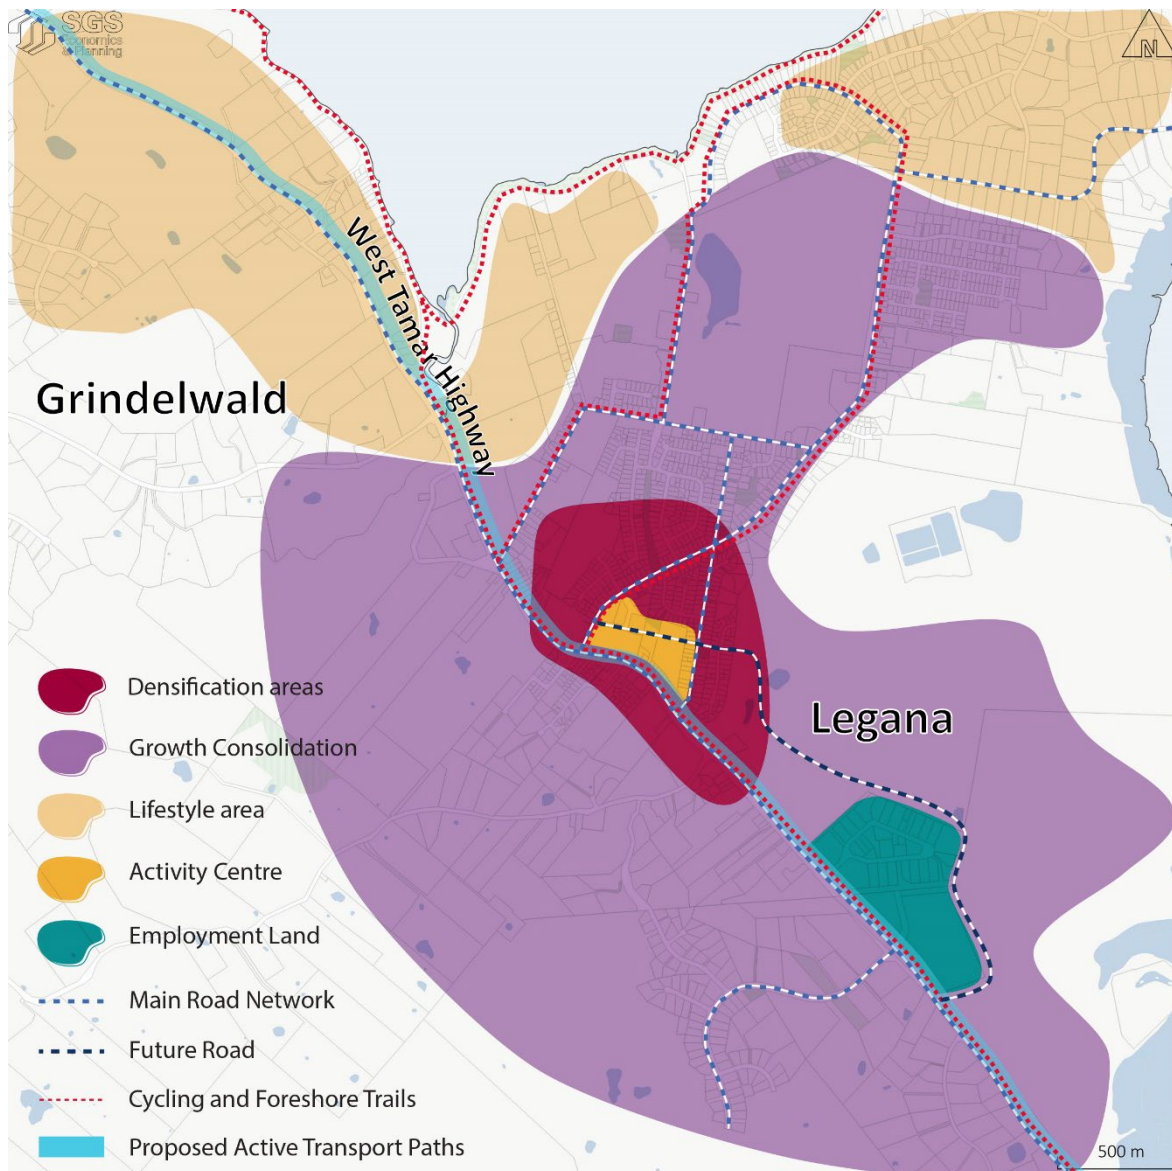 SGS
Economics
& Planning
N
West Tamar Highway
Grindelwald
Legana
Densification areas
Growth Consolidation
Lifestyle area
Activity Centre
Employment Land
Main Road Network
Future Road
Cycling and Foreshore Trails
Proposed Active Transport Paths
500 m